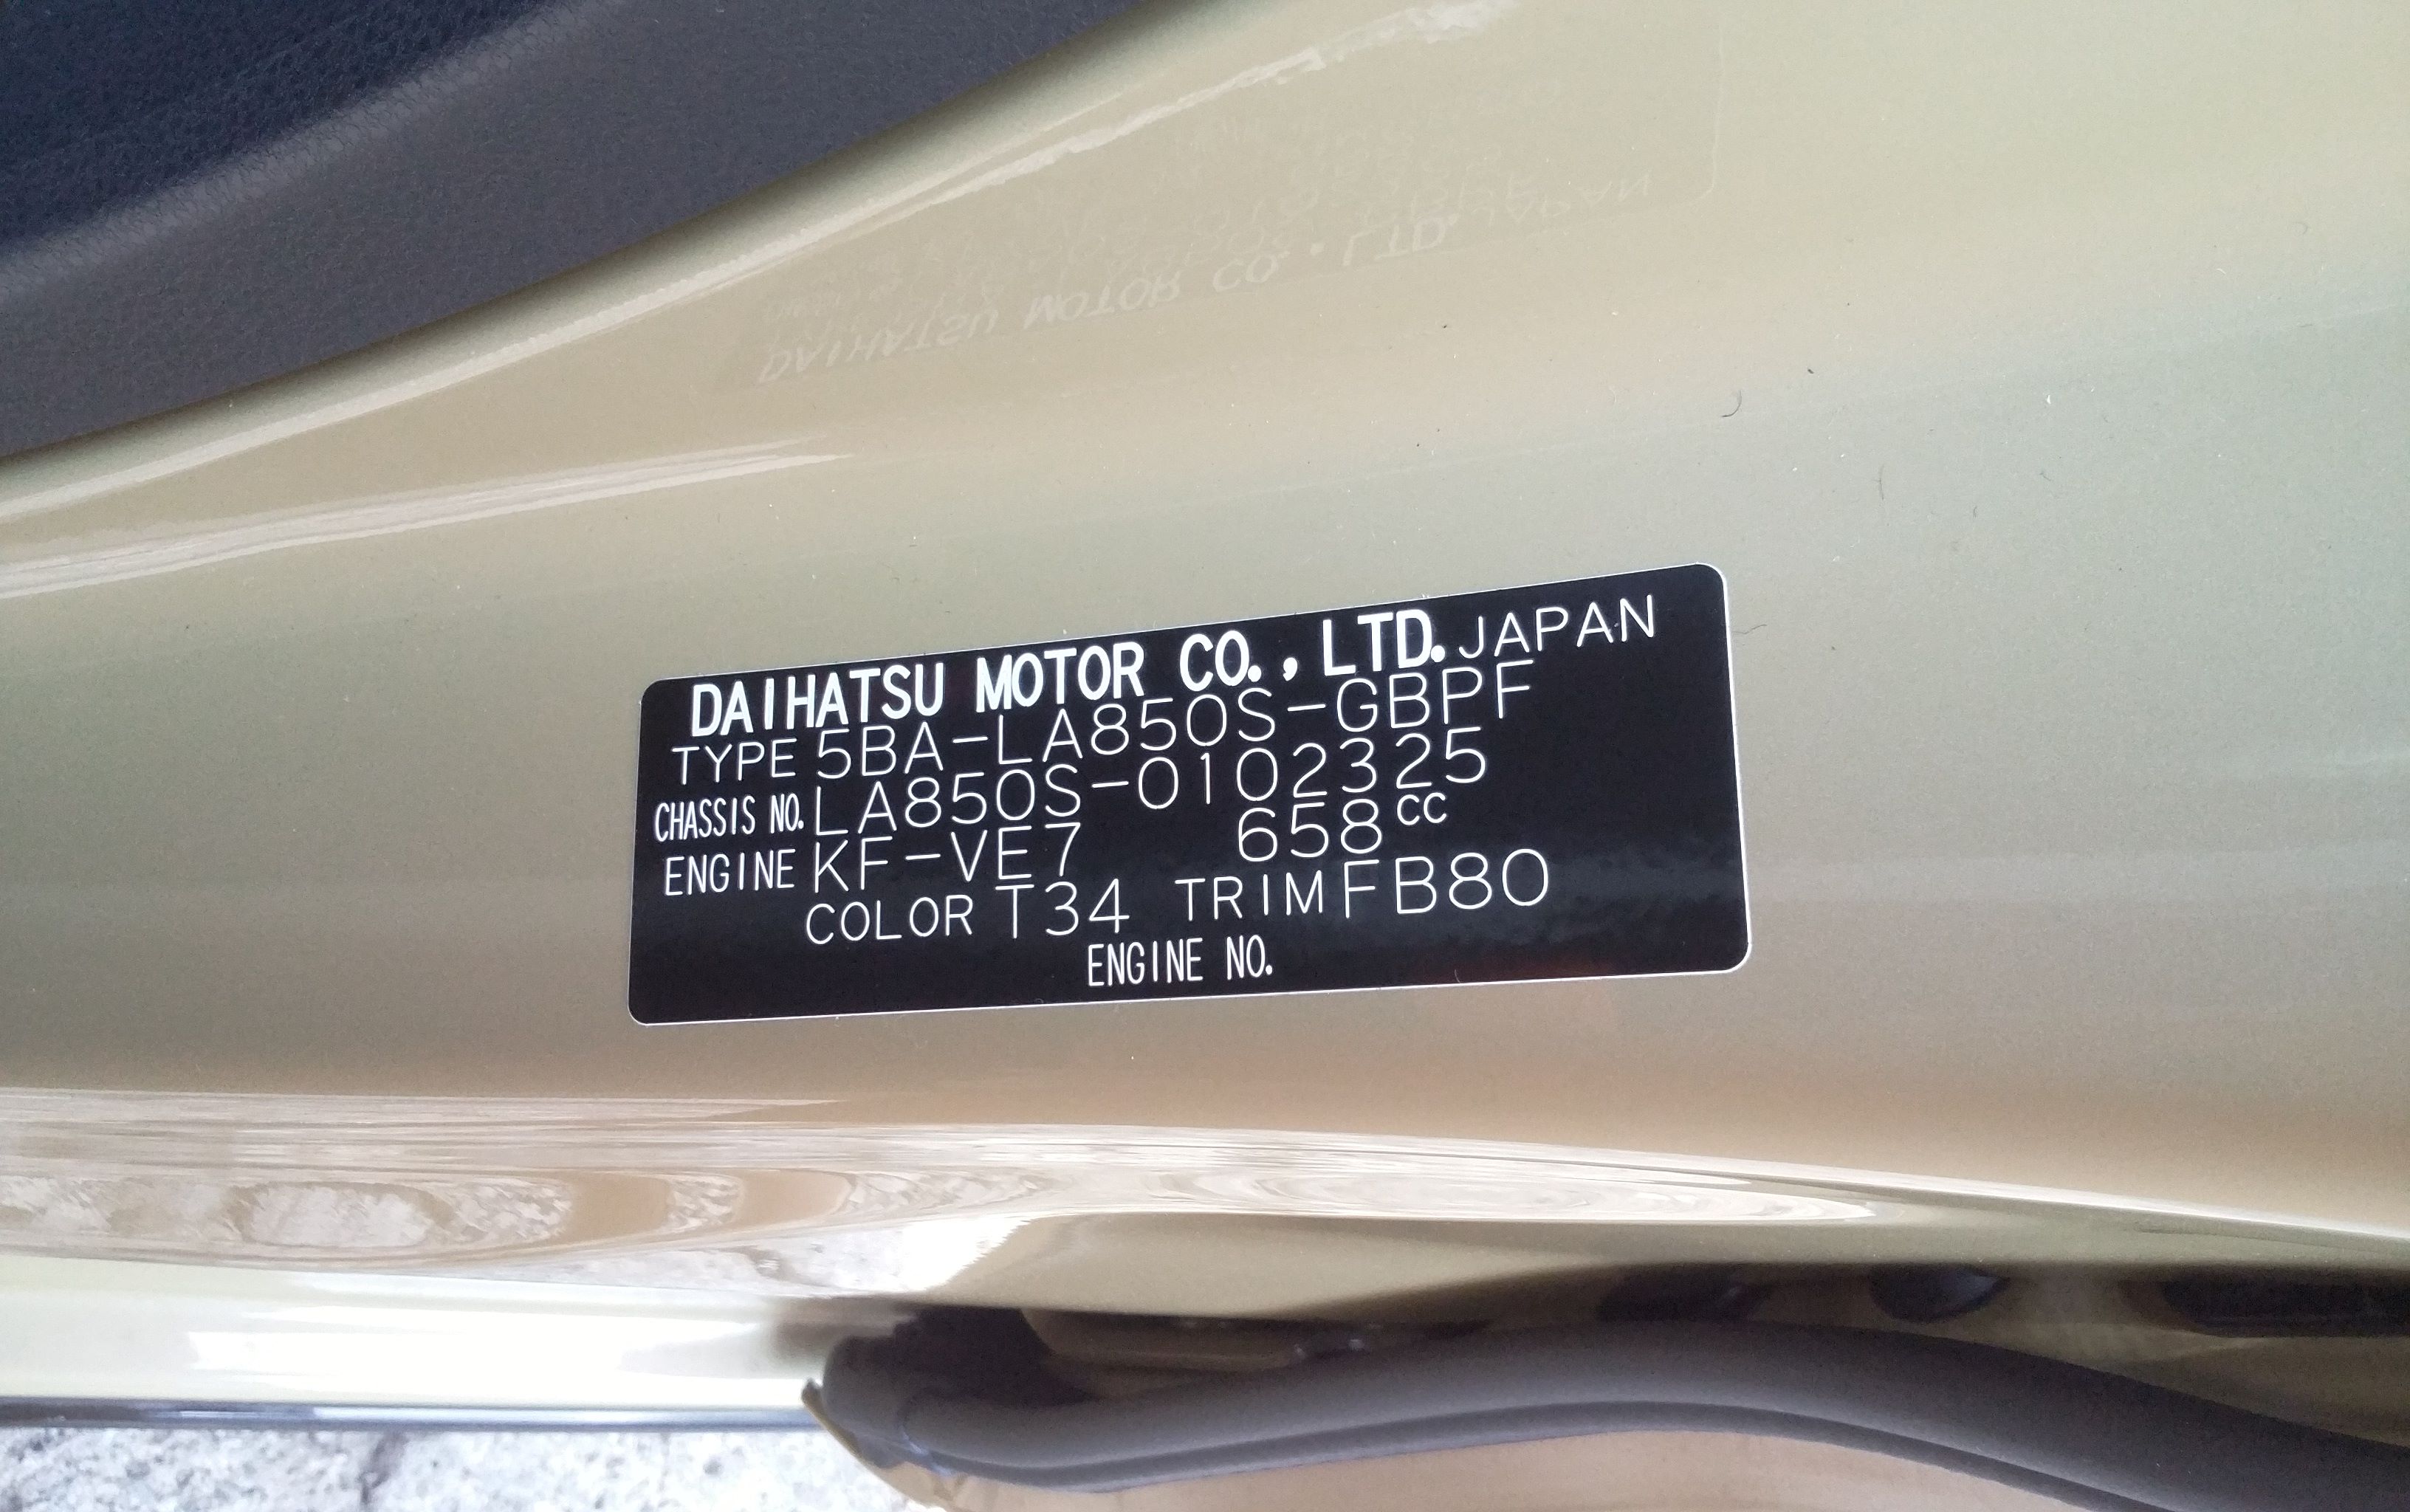 DAIHATSU MOTOR CO., LTD. JAPAN
TYPE 5BA-LA850S-GBPF
CHASSIS NO. LA850S-0102325
ENGINE KF-VE7 658CC
COLOR T34 TRIM FB80
ENGINE NO.